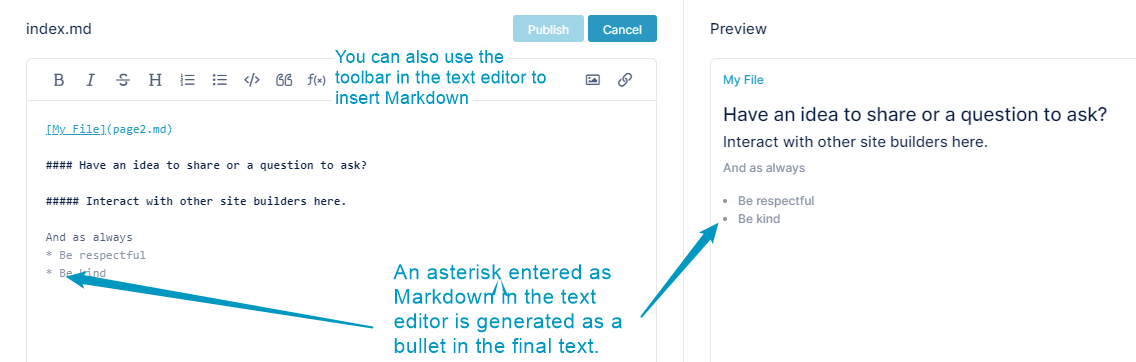 index.md
Publish
Cancel
Preview
You can also use the
toolbar in the text editor to
insert Markdown
B I S H </> f(x)
[My File](page2.md)
#### Have an idea to share or a question to ask?
##### Interact with other site builders here.
And as always
* Be respectful
* Be kind
An asterisk entered as
Markdown in the text
editor is generated as a
bullet in the final text.
My File
Have an idea to share or a question to ask?
Interact with other site builders here.
And as always
• Be respectful
• Be kind